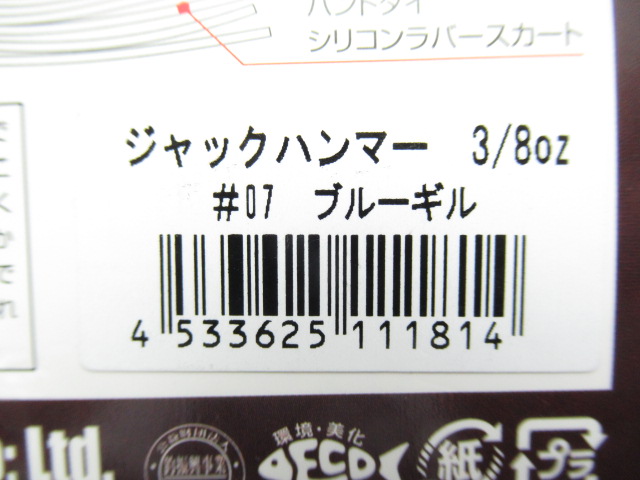 ハンドタイ
シリコンラバースカート
ジャックハンマー 3/8oz
#07 ブルーギル
4 533625 111814
Ltd.
環境・美化
ECO
紙
プラ